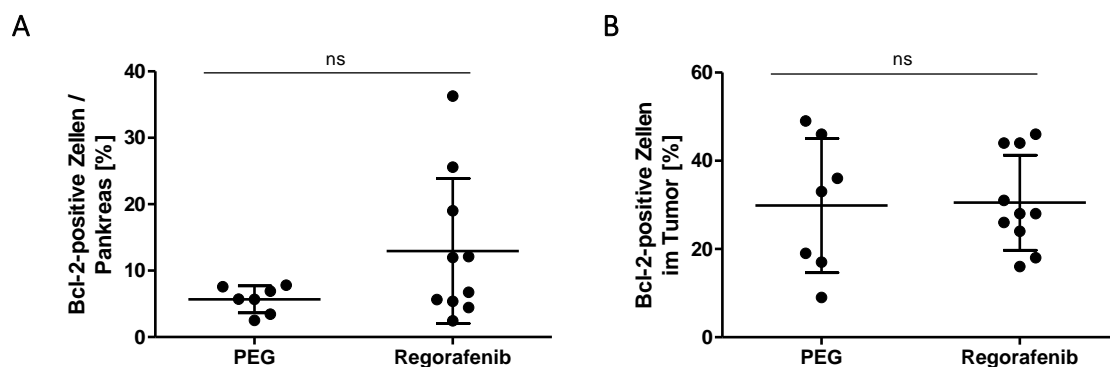 A
ns
Bcl-2-positive Zellen /
Pankreas [%]
40
30
20
10
0
PEG Regorafenib
B
ns
Bcl-2-positive Zellen
im Tumor [%]
60
40
20
0
PEG Regorafenib